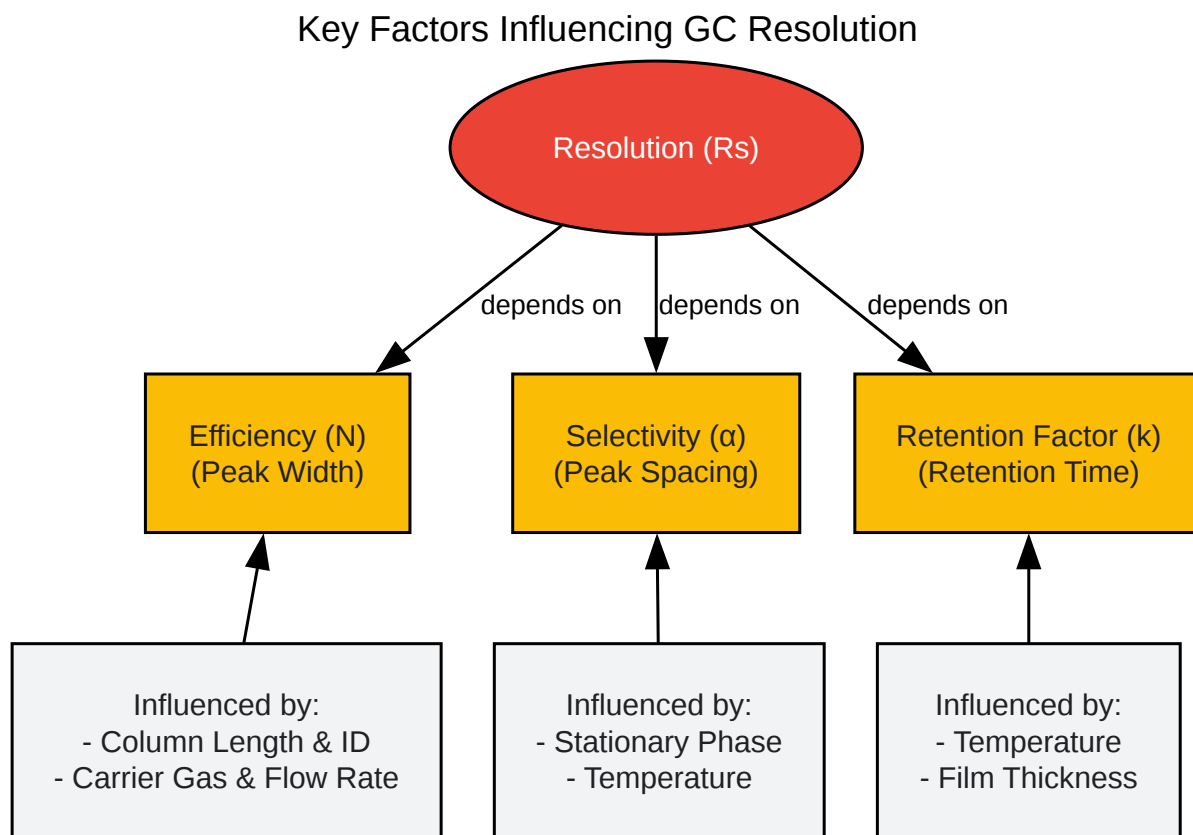 Key Factors Influencing GC Resolution
Resolution (Rs)
depends on
depends on
depends on
Efficiency (N)
(Peak Width)
Selectivity (α)
(Peak Spacing)
Retention Factor (k)
(Retention Time)
Influenced by:
- Column Length & ID
- Carrier Gas & Flow Rate
Influenced by:
- Stationary Phase
- Temperature
Influenced by:
- Temperature
- Film Thickness